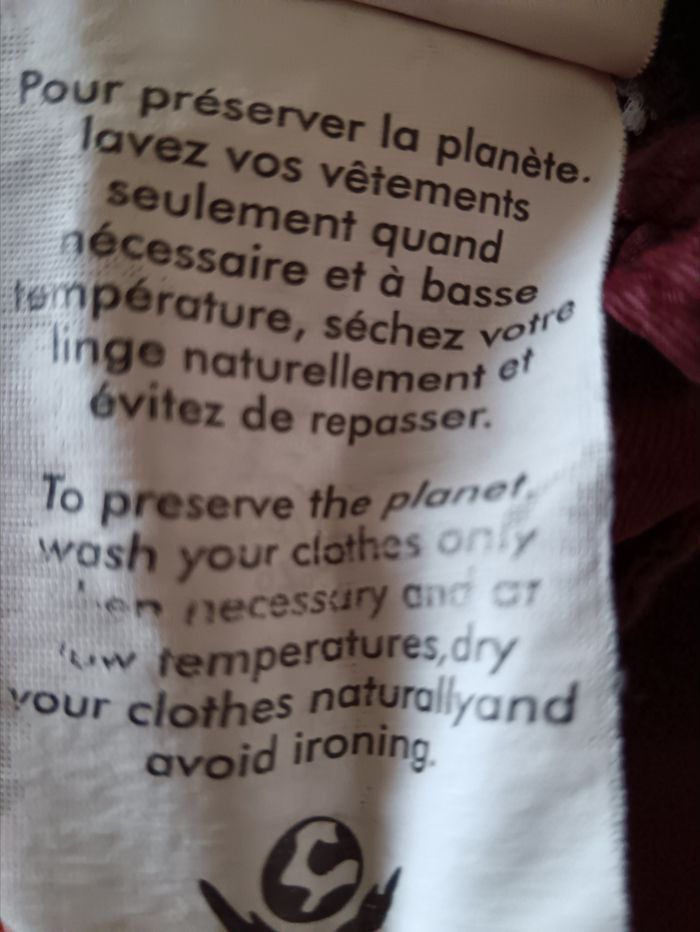 Pour préserver la planète.
lavez vos vêtements
seulement quand
nécessaire et à basse
température, séchez votre
linge naturellement et
évitez de repasser.
To preserve the planet,
wash your clothes only
when necessary and at
low temperatures,dry
your clothes naturallyand
avoid ironing.